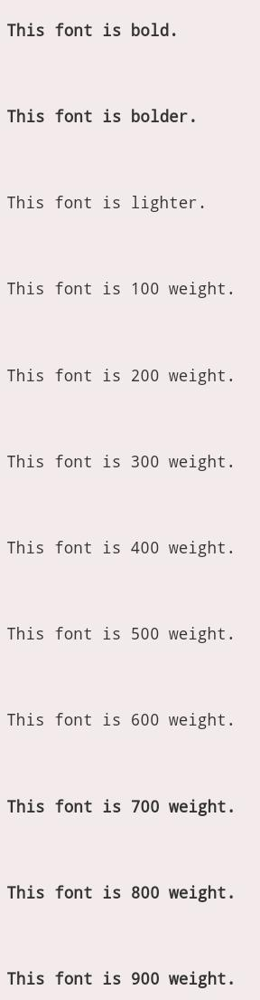 This font is bold.
This font is bolder.
This font is lighter.
This font is 100 weight.
This font is 200 weight.
This font is 300 weight.
This font is 400 weight.
This font is 500 weight.
This font is 600 weight.
This font is 700 weight.
This font is 800 weight.
This font is 900 weight.